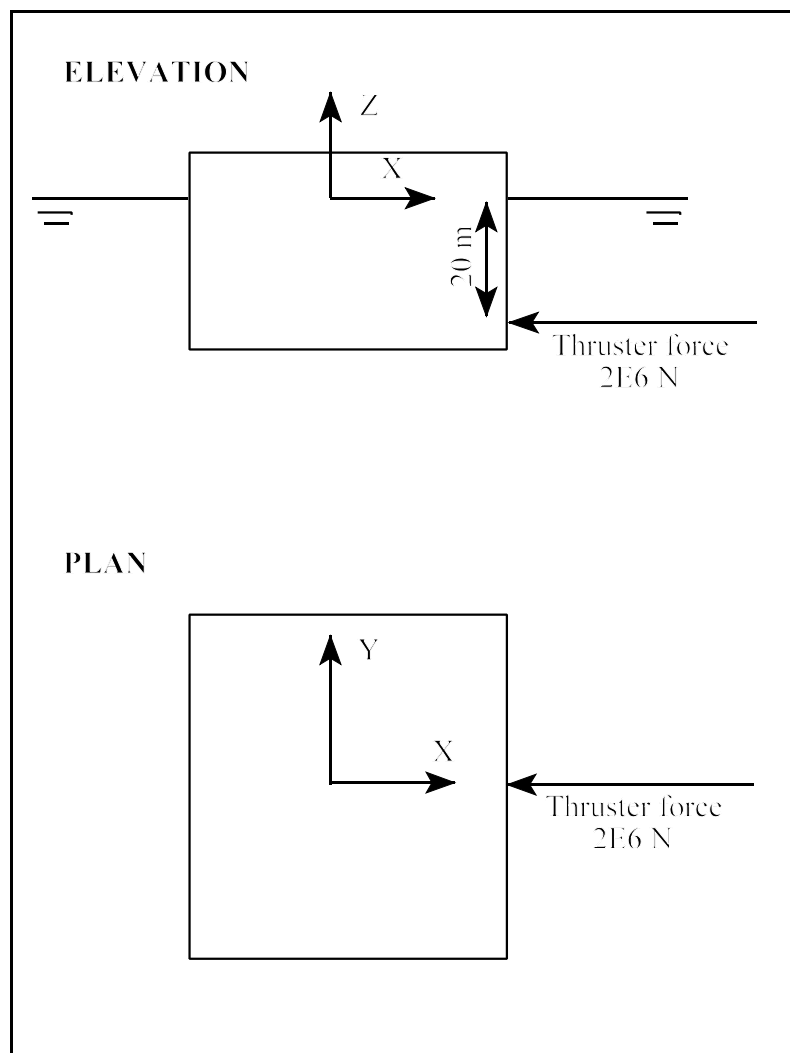 ELEVATION
Z
X
20 m
Thruster force
2E6 N
PLAN
Y
X
Thruster force
2E6 N